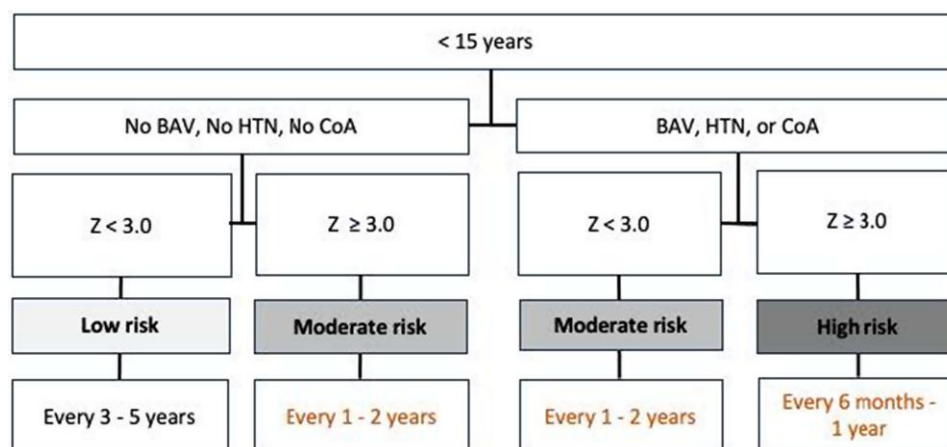 < 15 years
No BAV, No HTN, No CoA
BAV, HTN, or CoA
Z < 3.0
Z ≥ 3.0
Z < 3.0
Z ≥ 3.0
Low risk
Moderate risk
Moderate risk
High risk
Every 3 - 5 years
Every 1 - 2 years
Every 1 - 2 years
Every 6 months -
1 year